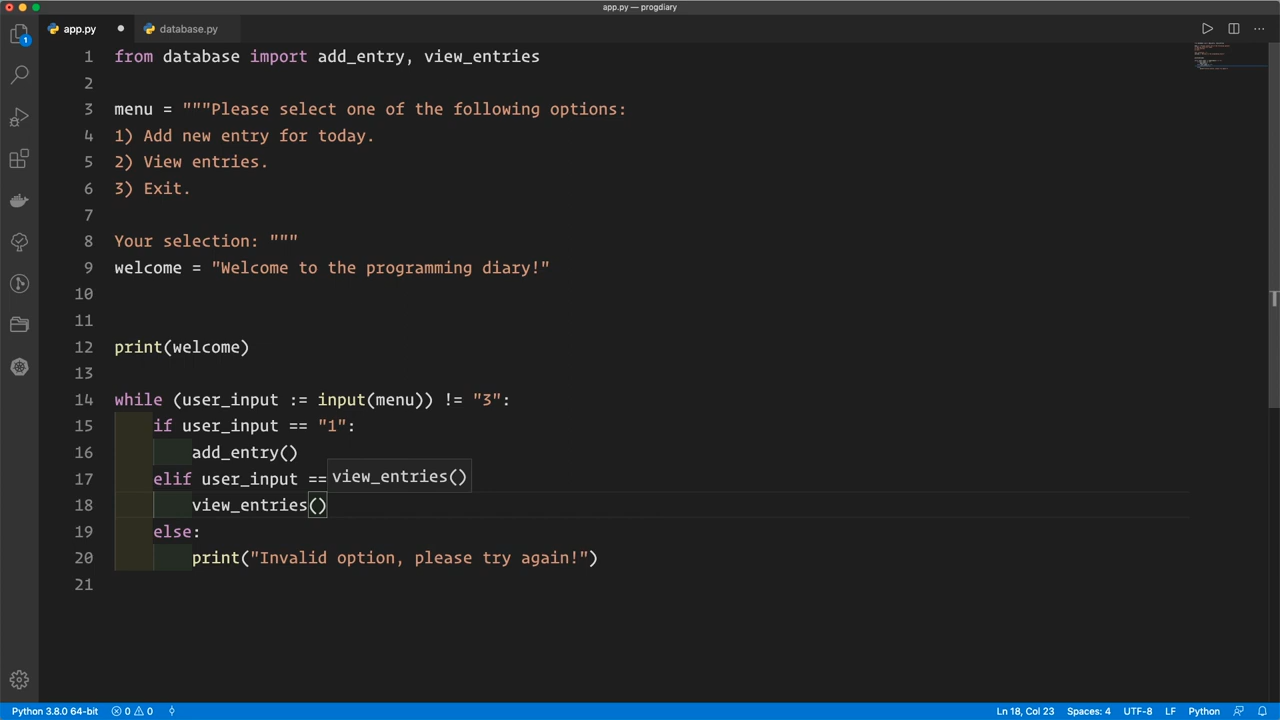 app.py — progdiary
app.py
database.py
1
1 from database import add_entry, view_entries
2
3 menu = """Please select one of the following options:
4 1) Add new entry for today.
5 2) View entries.
6 3) Exit.
7
8 Your selection: """
9 welcome = "Welcome to the programming diary!"
10
11
12 print(welcome)
13
14 while (user_input := input(menu)) != "3":
15 if user_input == "1":
16 add_entry()
17 elif user_input == view_entries()
18 view_entries()
19 else:
20 print("Invalid option, please try again!")
21
Python 3.8.0 64-bit 0 0 Ln 18, Col 23 Spaces: 4 UTF-8 LF Python